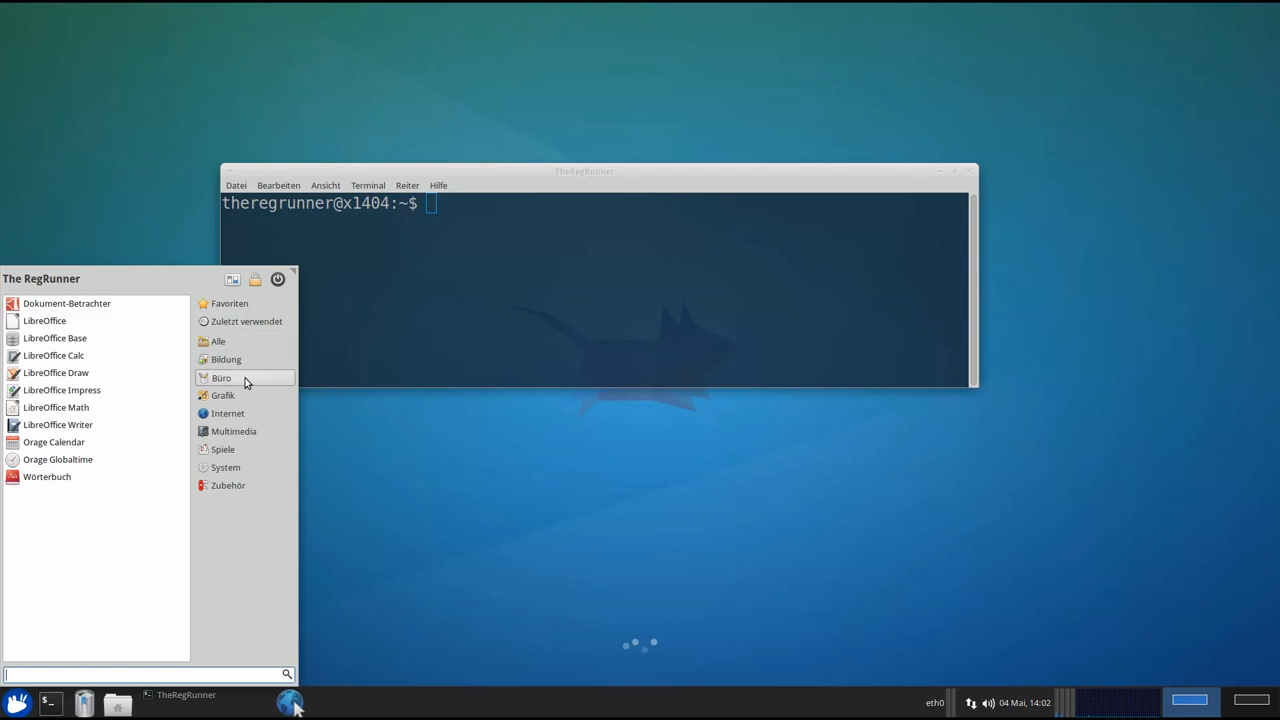 TheRegRunner
Datei Bearbeiten Ansicht Terminal Reiter Hilfe
theregrunner@x1404:~$
The RegRunner
Dokument-Betrachter
LibreOffice
LibreOffice Base
LibreOffice Calc
LibreOffice Draw
LibreOffice Impress
LibreOffice Math
LibreOffice Writer
Orage Calendar
Orage Globaltime
Wörterbuch
Favoriten
Zuletzt verwendet
Alle
Bildung
Büro
Grafik
Internet
Multimedia
Spiele
System
Zubehör
TheRegRunner
eth0
04 Mai, 14:02